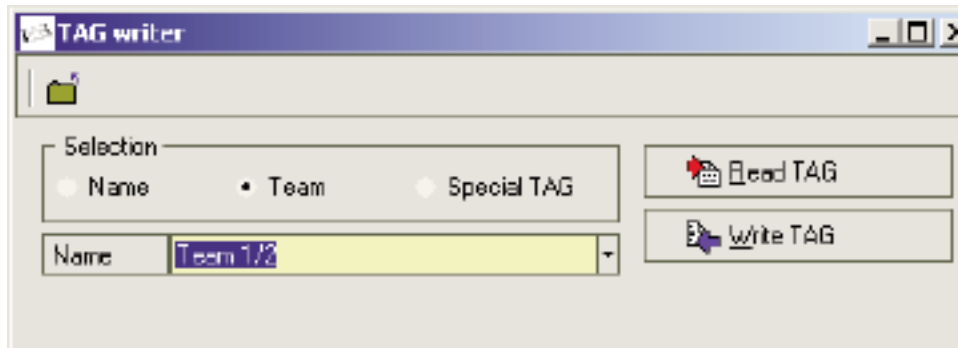 TAG writer
Selection
Name Team Special TAG
Name Team 1/2
Read TAG
Write TAG